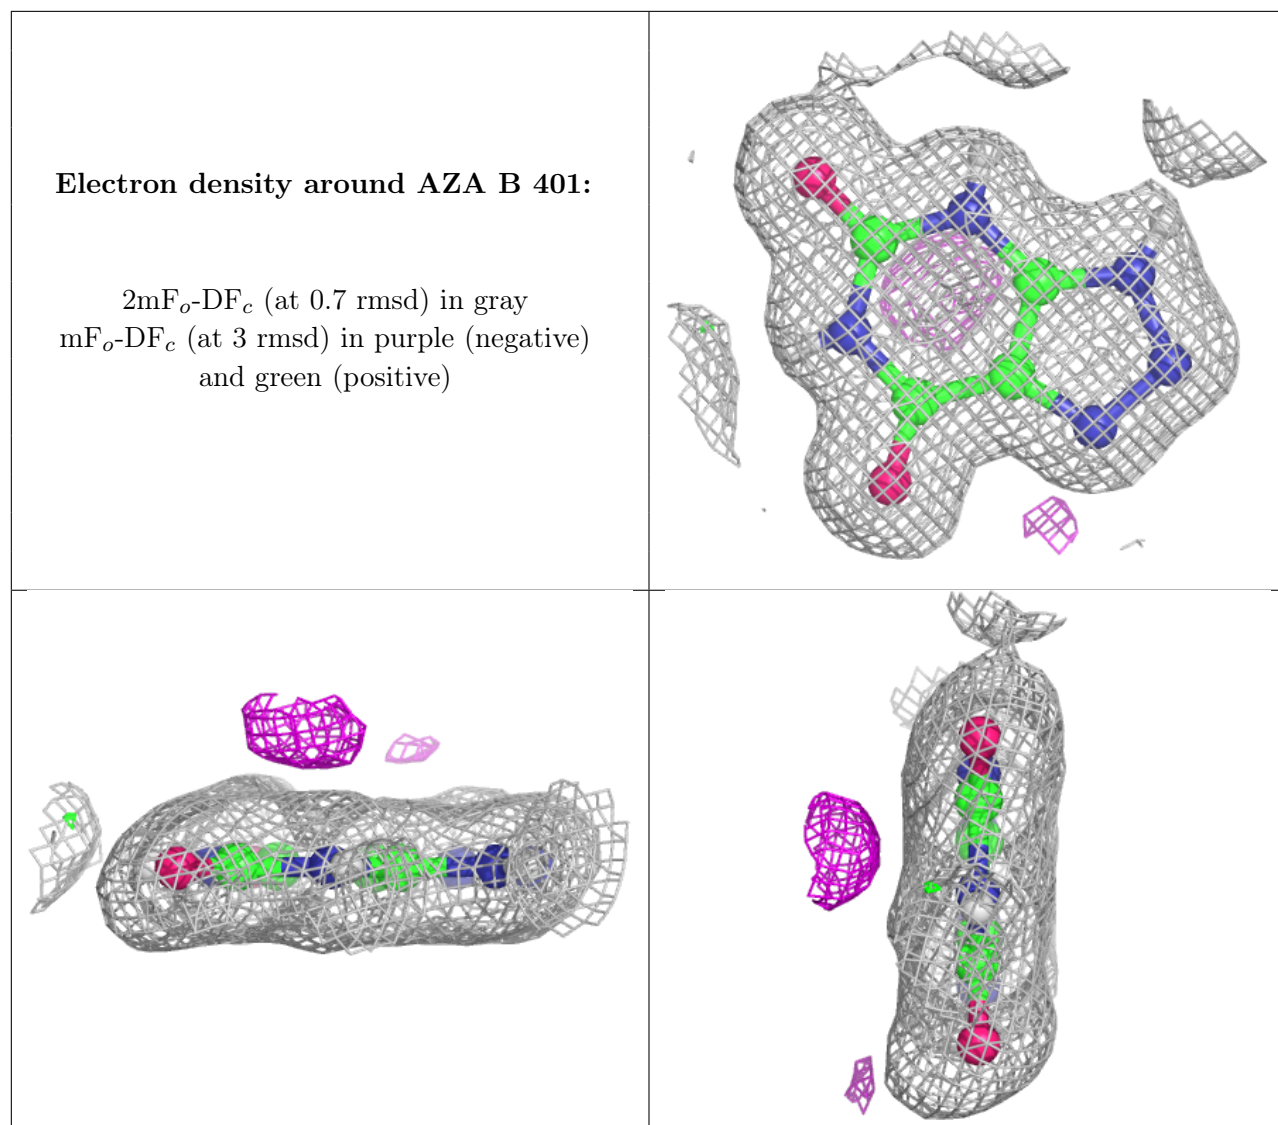 Electron density around AZA B 401:
2mFo-DFc (at 0.7 rmsd) in gray
mFo-DFc (at 3 rmsd) in purple (negative)
and green (positive)